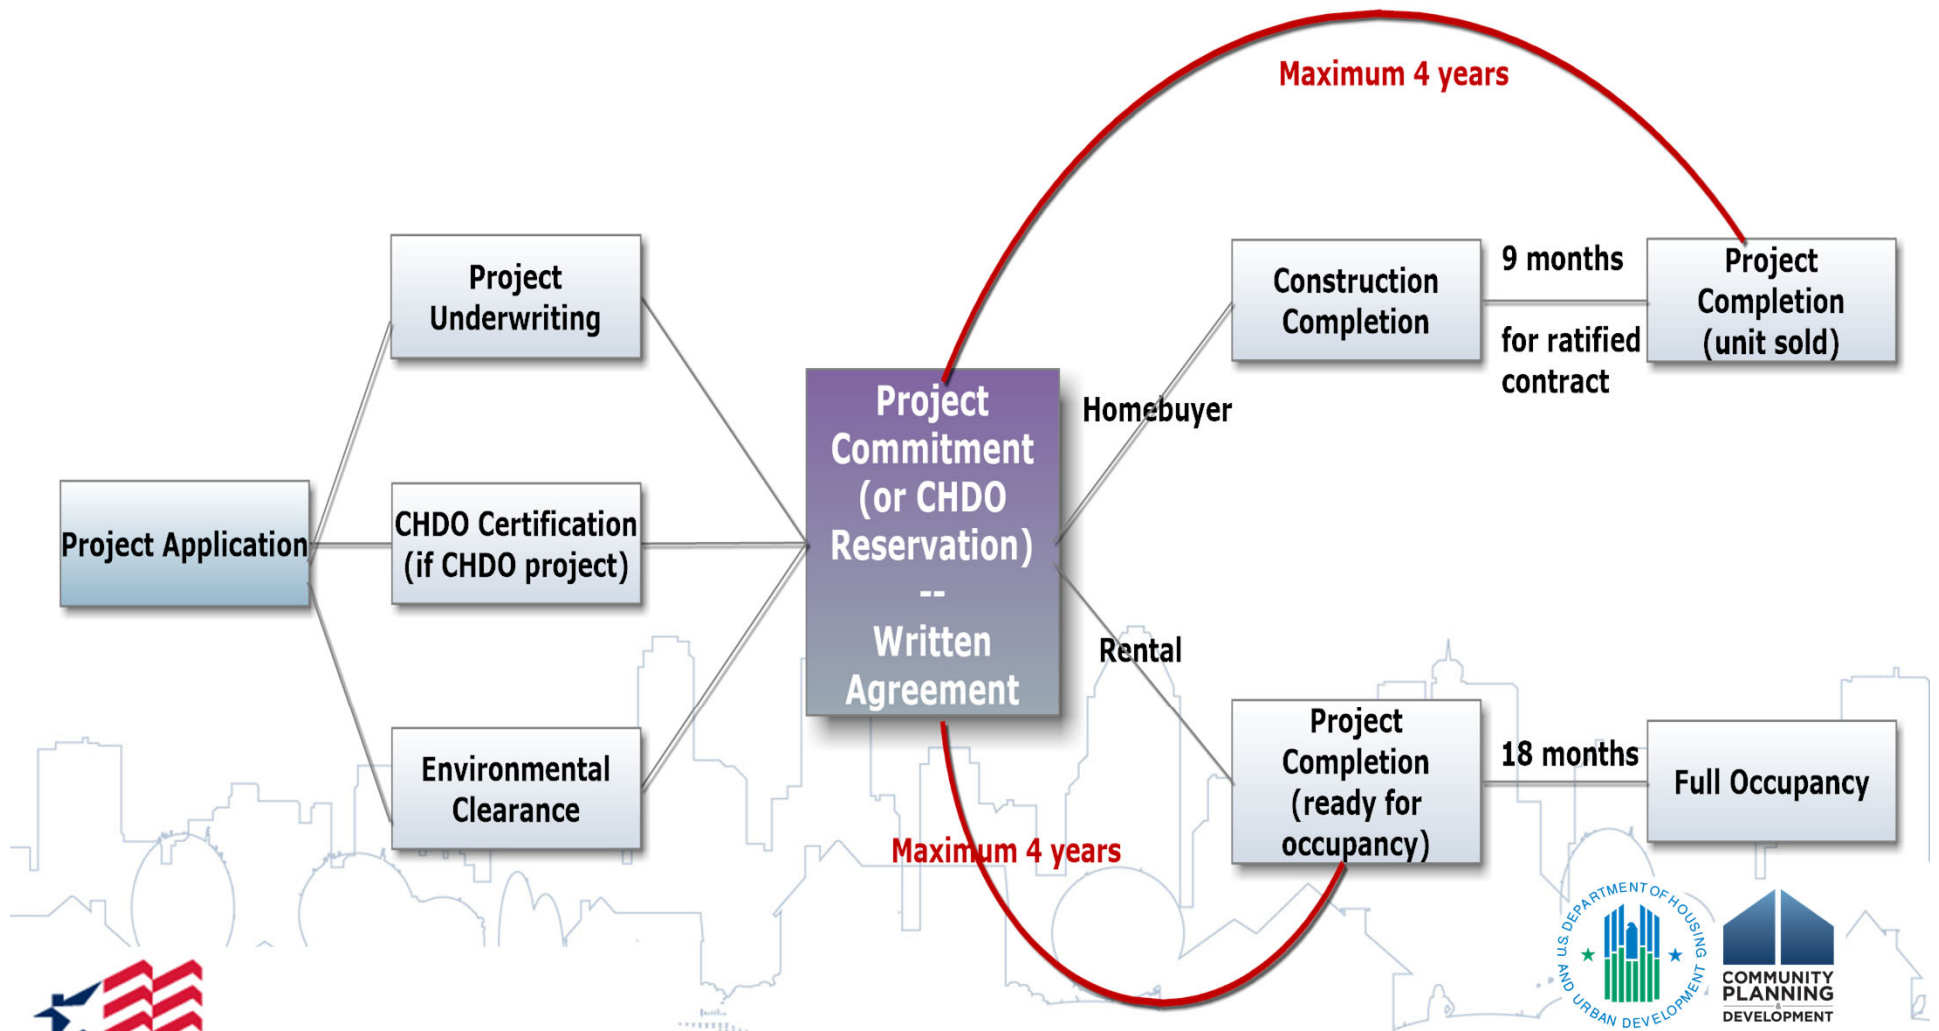 Maximum 4 years
Project
Underwriting
Construction
Completion
9 months
for ratified
contract
Project
Completion
(unit sold)
Project Application
CHDO Certification
(if CHDO project)
Project
Commitment
(or CHDO
Reservation)
--
Written
Agreement
Homebuyer
Rental
Environmental
Clearance
Project
Completion
(ready for
occupancy)
18 months
Full Occupancy
Maximum 4 years
U.S. DEPARTMENT OF HOUSING
AND URBAN DEVELOPMENT
COMMUNITY
PLANNING
DEVELOPMENT